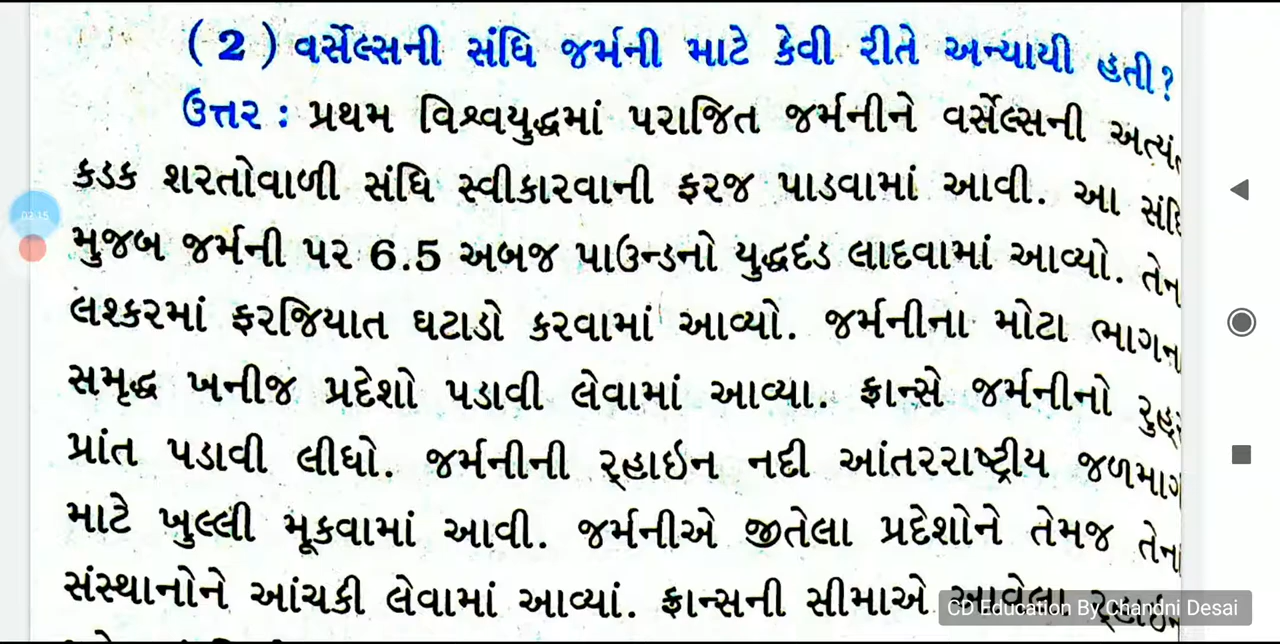 ( 2 ) વર્સેલ્સની સંધિ જર્મની માટે કેવી રીતે અન્યાયી હતી?
ઉત્તર : પ્રથમ વિશ્વયુદ્ધમાં પરાજિત જર્મનીને વર્સેલ્સની
કડક શરતોવાળી સંધિ સ્વીકારવાની ફરજ પાડવામાં આવી. આ
મુજબ જર્મની પર 6.5 અબજ પાઉન્ડનો યુદ્ધદંડ લાદવામાં આવ્યો.
લશ્કરમાં ફરજિયાત ઘટાડો કરવામાં આવ્યો. જર્મનીના મોટા
સમૃદ્ધ ખનીજ પ્રદેશો પડાવી લેવામાં આવ્યા. ફ્રાન્સે જર્મનીનો
પ્રાંત પડાવી લીધો. જર્મનીની ર્‌હાઇન નદી આંતરરાષ્ટ્રીય
માટે ખુલ્લી મૂકવામાં આવી. જર્મનીએ જીતેલા પ્રદેશોને તેમજ
સંસ્થાનોને આંચકી લેવામાં આવ્યાં. ફ્રાન્સની સીમાએ આવેલા
CD Education By Chandni Desai
02:15